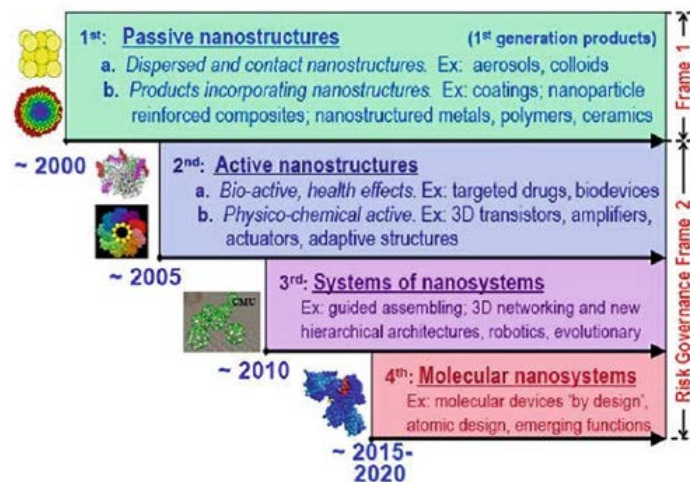 1st: Passive nanostructures (1st generation products)
a. Dispersed and contact nanostructures. Ex: aerosols, colloids
b. Products incorporating nanostructures. Ex: coatings; nanoparticle
reinforced composites; nanostructured metals, polymers, ceramics
Frame 1
~ 2000
2nd: Active nanostructures
a. Bio-active, health effects. Ex: targeted drugs, biodevices
b. Physico-chemical active. Ex: 3D transistors, amplifiers,
actuators, adaptive structures
~ 2005
CMU
3rd: Systems of nanosystems
Ex: guided assembling; 3D networking and new
hierarchical architectures, robotics, evolutionary
~ 2010
4th: Molecular nanosystems
Ex: molecular devices 'by design',
atomic design, emerging functions
~ 2015-
2020
Risk Governance Frame 2